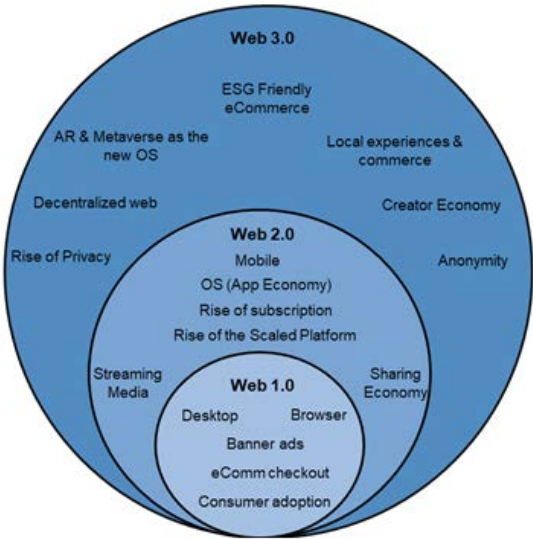 Web 3.0
ESG Friendly
eCommerce
AR & Metaverse as the
new OS
Local experiences &
commerce
Decentralized web
Creator Economy
Rise of Privacy
Anonymity
Web 2.0
Mobile
OS (App Economy)
Rise of subscription
Rise of the Scaled Platform
Streaming
Media
Sharing
Economy
Web 1.0
Desktop
Browser
Banner ads
eComm checkout
Consumer adoption